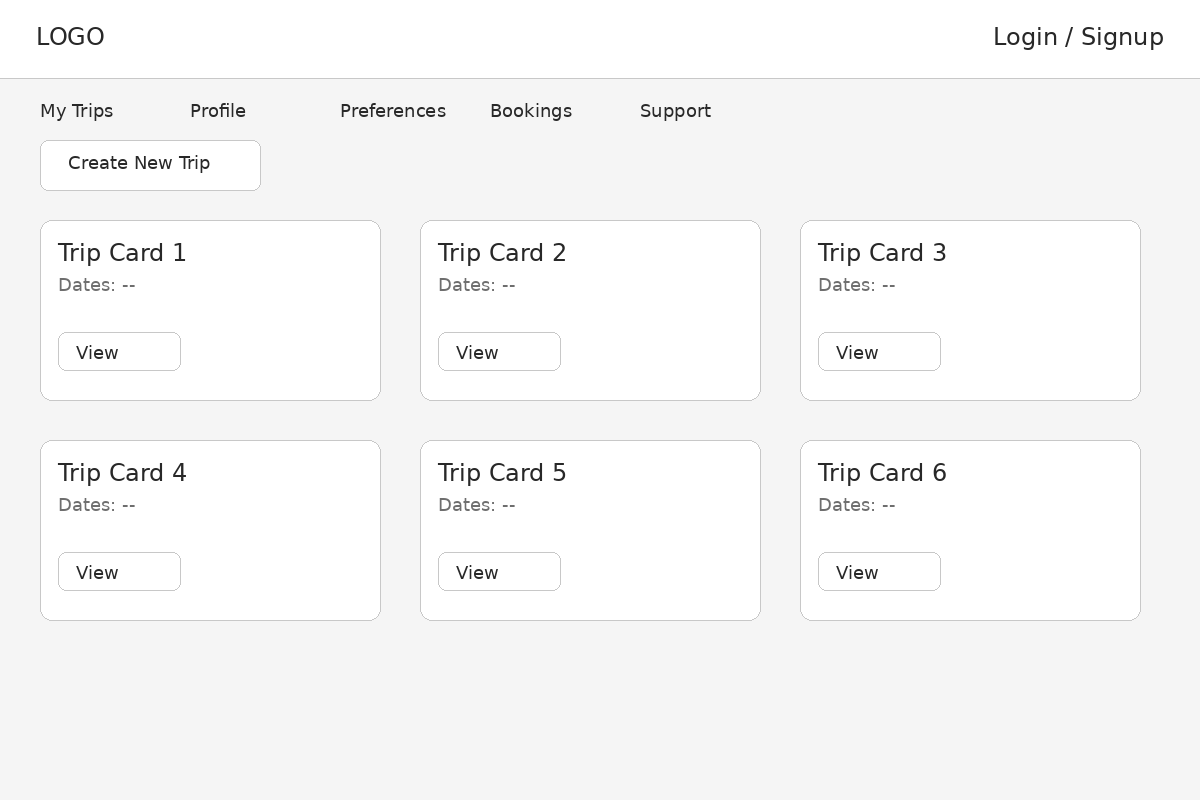 LOGO
Login / Signup
My Trips Profile Preferences Bookings Support
Create New Trip
Trip Card 1
Dates: --
View
Trip Card 2
Dates: --
View
Trip Card 3
Dates: --
View
Trip Card 4
Dates: --
View
Trip Card 5
Dates: --
View
Trip Card 6
Dates: --
View